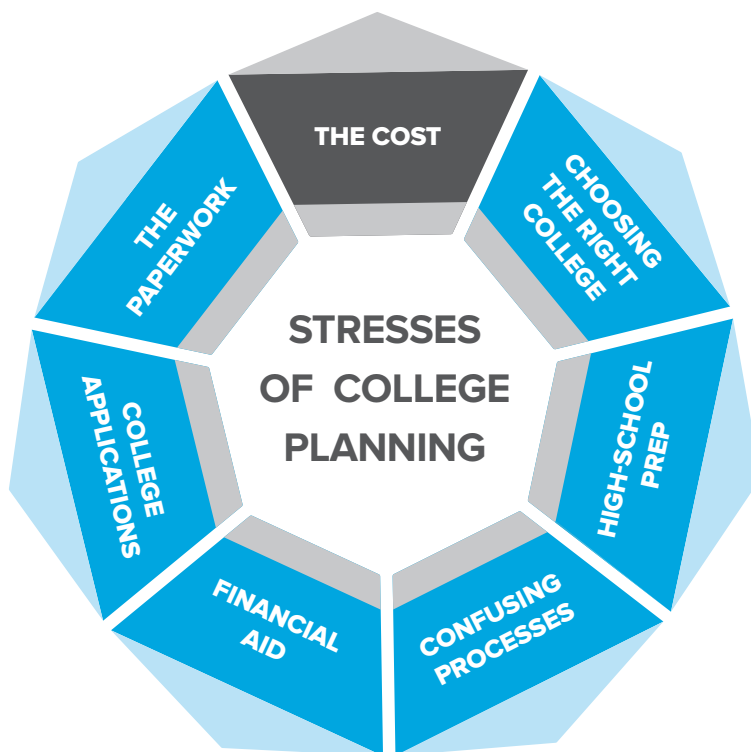 STRESSES
OF COLLEGE
PLANNING
THE COST
CHOOSING
THE RIGHT
COLLEGE
HIGH-SCHOOL
PREP
CONFUSING
PROCESSES
FINANCIAL
AID
COLLEGE
APPLICATIONS
THE
PAPERWORK